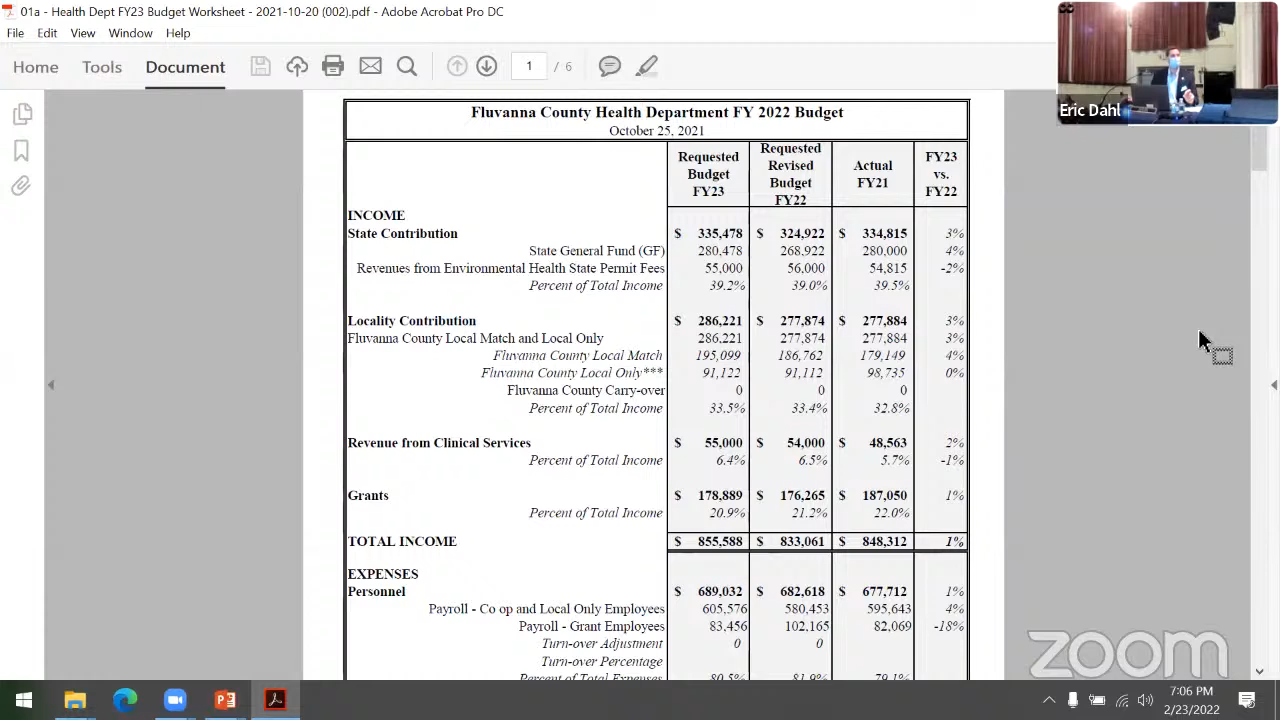 01a - Health Dept FY23 Budget Worksheet - 2021-10-20 (002).pdf - Adobe Acrobat Pro DC
File Edit View Window Help
Home Tools Document 1 / 6
Eric Dahl
Fluvanna County Health Department FY 2022 Budget
October 25, 2021
Requested Budget FY23 Requested Revised Budget FY22 Actual FY21 FY23 vs. FY22
INCOME
State Contribution $ 335,478 $ 324,922 $ 334,815 3%
State General Fund (GF) 280,478 268,922 280,000 4%
Revenues from Environmental Health State Permit Fees 55,000 56,000 54,815 -2%
Percent of Total Income 39.2% 39.0% 39.5%
Locality Contribution $ 286,221 $ 277,874 $ 277,884 3%
Fluvanna County Local Match and Local Only 286,221 277,874 277,884 3%
Fluvanna County Local Match 195,099 186,762 179,149 4%
Fluvanna County Local Only*** 91,122 91,112 98,735 0%
Fluvanna County Carry-over 0 0 0
Percent of Total Income 33.5% 33.4% 32.8%
Revenue from Clinical Services $ 55,000 $ 54,000 $ 48,563 2%
Percent of Total Income 6.4% 6.5% 5.7% -1%
Grants $ 178,889 $ 176,265 $ 187,050 1%
Percent of Total Income 20.9% 21.2% 22.0%
TOTAL INCOME $ 855,588 $ 833,061 $ 848,312 1%
EXPENSES
Personnel $ 689,032 $ 682,618 $ 677,712 1%
Payroll - Co op and Local Only Employees 605,576 580,453 595,643 4%
Payroll - Grant Employees 83,456 102,165 82,069 -18%
Turn-over Adjustment 0 0
Turn-over Percentage
Percent of Total Expenses 80.5% 81.9% 79.1%
zoom
7:06 PM
2/23/2022